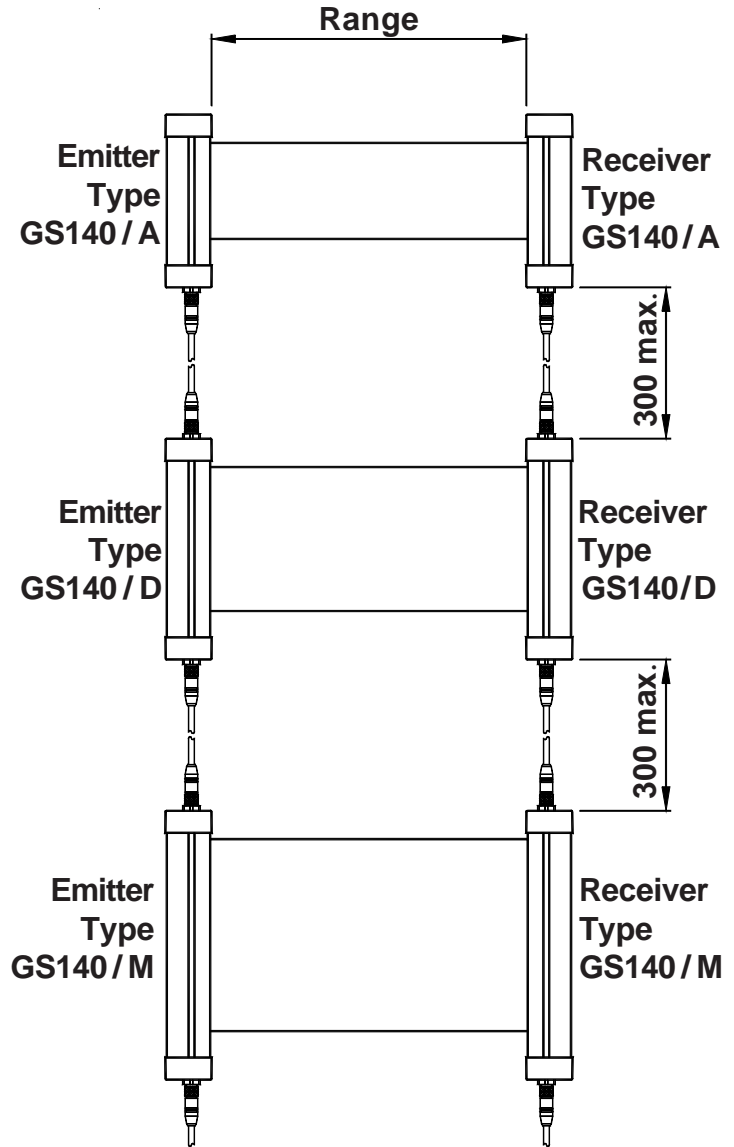 Range
Emitter
Type
GS140 / A
Receiver
Type
GS140 / A
300 max.
Emitter
Type
GS140 / D
Receiver
Type
GS140/D
300 max.
Emitter
Type
GS140 / M
Receiver
Type
GS140 / M